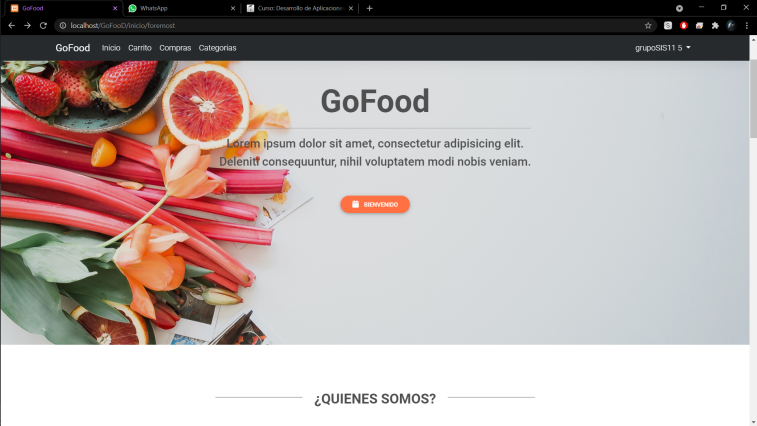 GoFood
WhatsApp
Curso: Desarrollo de Aplicacione
localhost/GoFooD/Inicio/foremost
GoFood Inicio Carrito Compras Categorias grupoSIS11 5
GoFood
Lorem ipsum dolor sit amet, consectetur adipisicing elit.
Deleniti consequuntur, nihil voluptatem modi nobis veniam.
BIENVENIDO
¿QUIENES SOMOS?